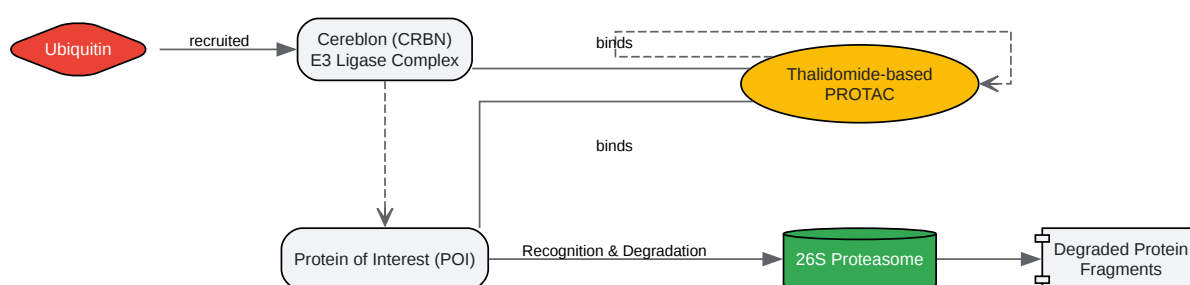 Ubiquitin
recruited
Cereblon (CRBN)
E3 Ligase Complex
binds
Thalidomide-based
PROTAC
binds
Protein of Interest (POI)
Recognition & Degradation
26S Proteasome
Degraded Protein
Fragments